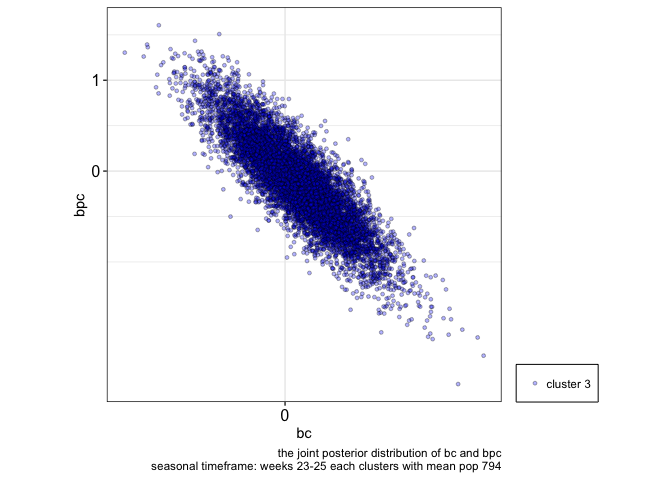 1
0
bpc
0
bc
cluster 3
the joint posterior distribution of bc and bpc
seasonal timeframe: weeks 23-25 each clusters with mean pop 794